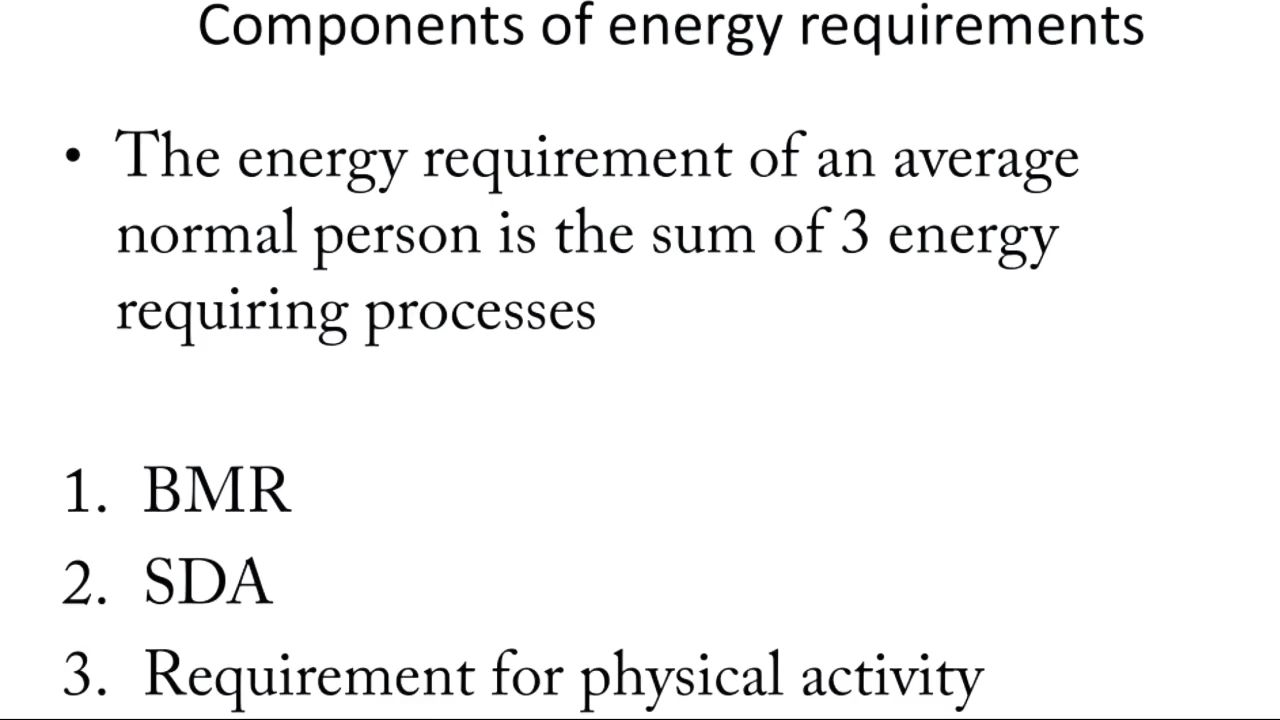 Components of energy requirements
• The energy requirement of an average
normal person is the sum of 3 energy
requiring processes
1. BMR
2. SDA
3. Requirement for physical activity